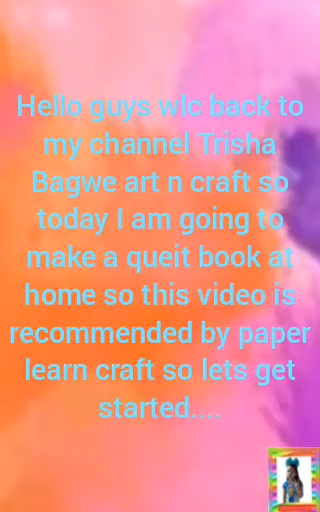 Hello guys wlc back to
my channel Trisha
Bagwe art n craft so
today I am going to
make a queit book at
home so this video is
recommended by paper
learn craft so lets get
started....